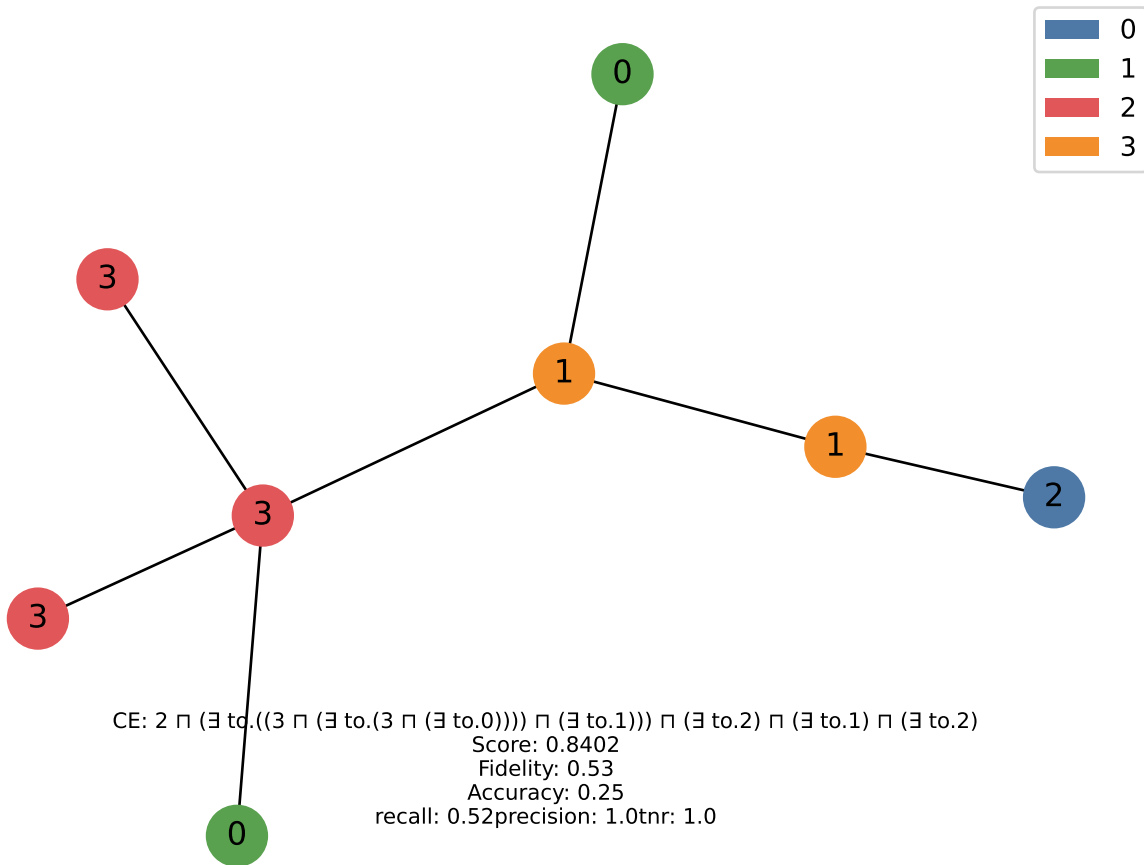 0
1
2
3
0
3
1
1
2
3
3
CE: 2 ⊓ (∃ to.((3 ⊓ (∃ to.(3 ⊓ (∃ to.0)))) ⊓ (∃ to.1))) ⊓ (∃ to.2) ⊓ (∃ to.1) ⊓ (∃ to.2)
Score: 0.8402
Fidelity: 0.53
Accuracy: 0.25
recall: 0.52precision: 1.0tnr: 1.0
0